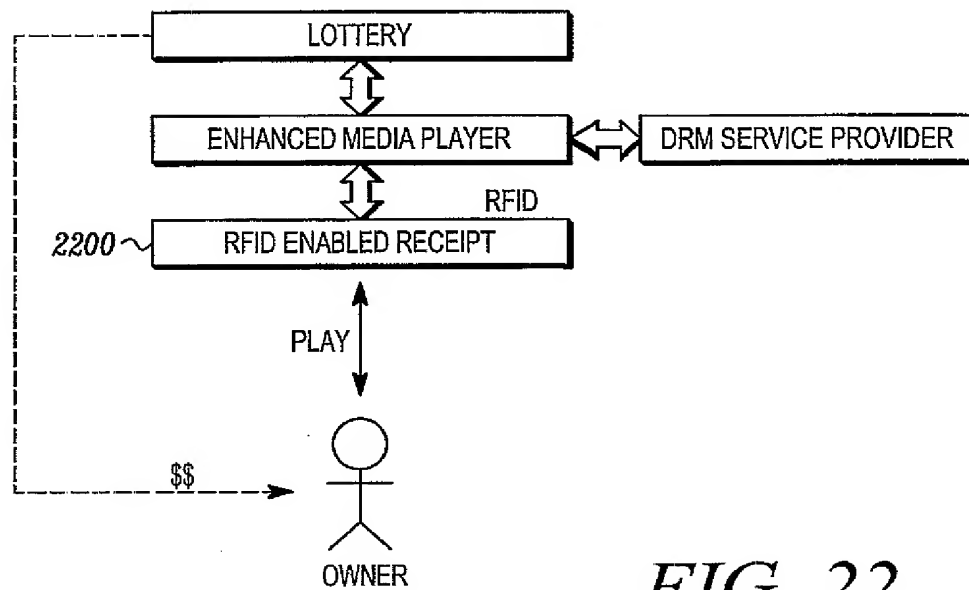 LOTTERY
ENHANCED MEDIA PLAYER
DRM SERVICE PROVIDER
RFID
2200
RFID ENABLED RECEIPT
PLAY
$$
OWNER
FIG. 22